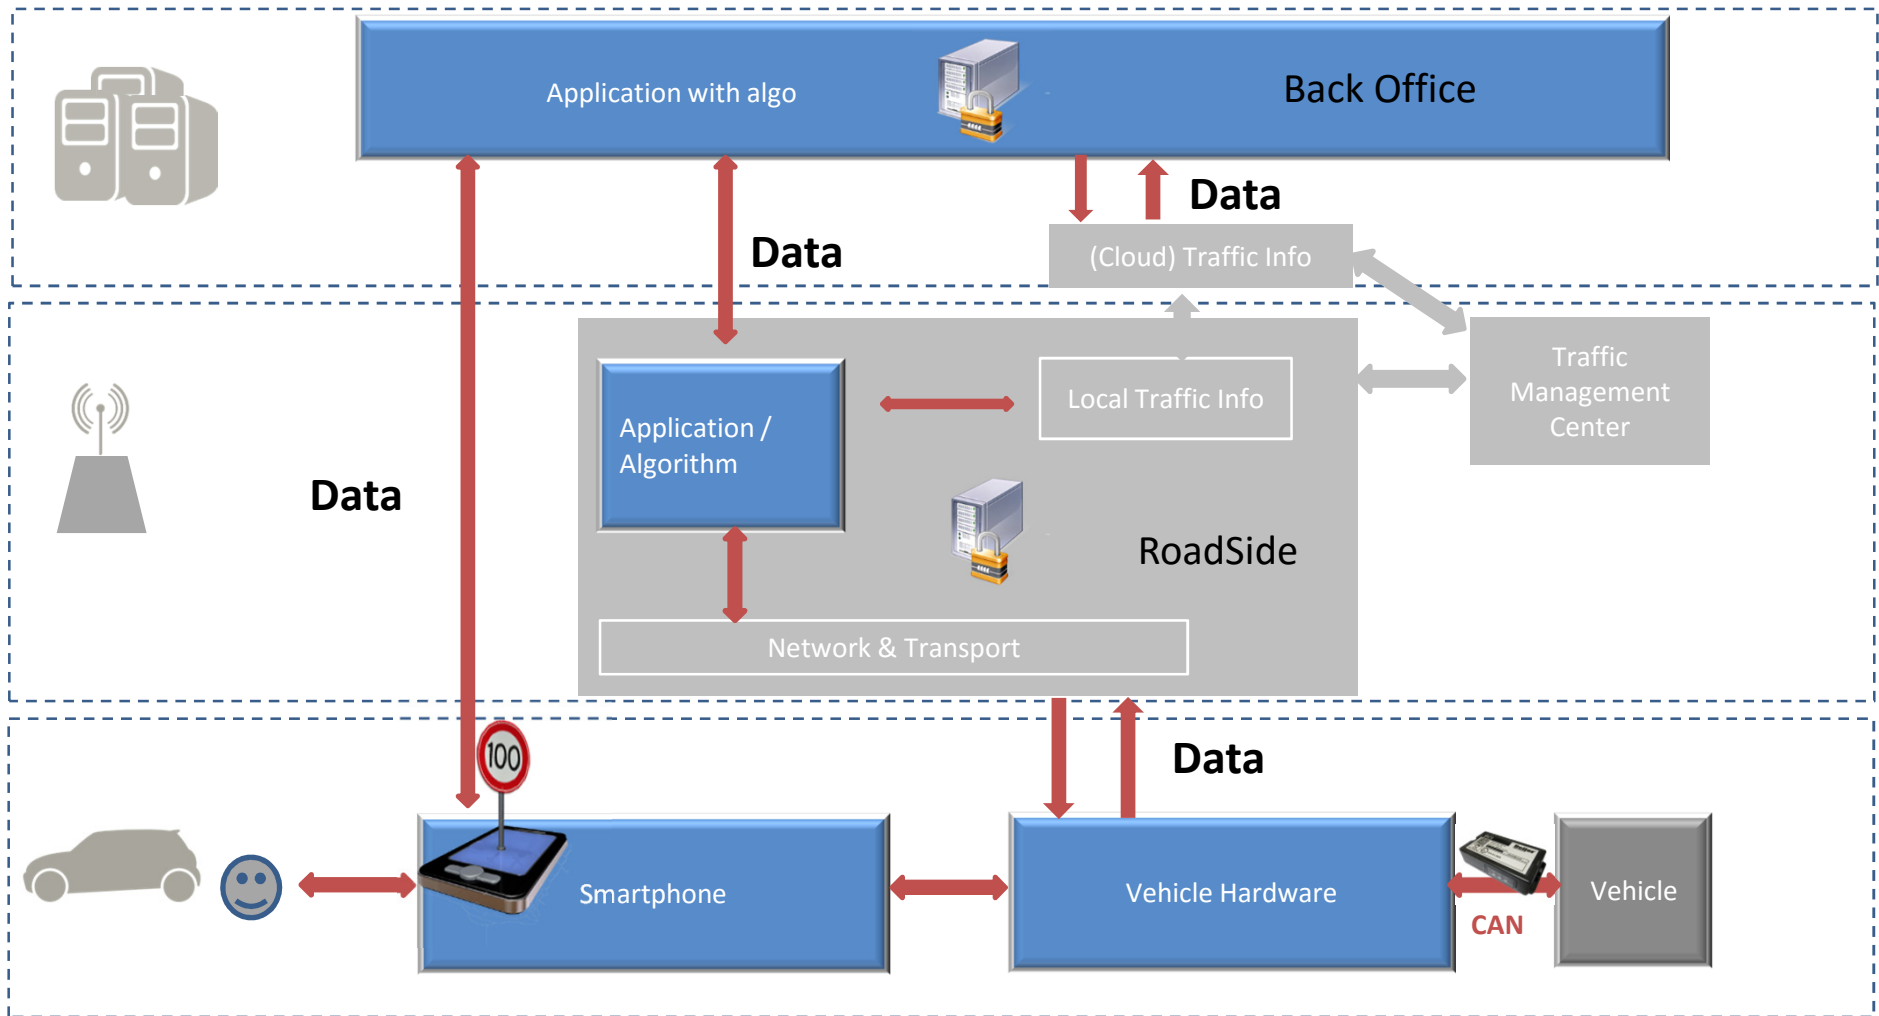 Application with algo
Back Office
Data
Data
(Cloud) Traffic Info
Traffic
Management
Center
Local Traffic Info
Application /
Algorithm
Data
RoadSide
Network & Transport
100
Data
Smartphone
Vehicle Hardware
CAN
Vehicle